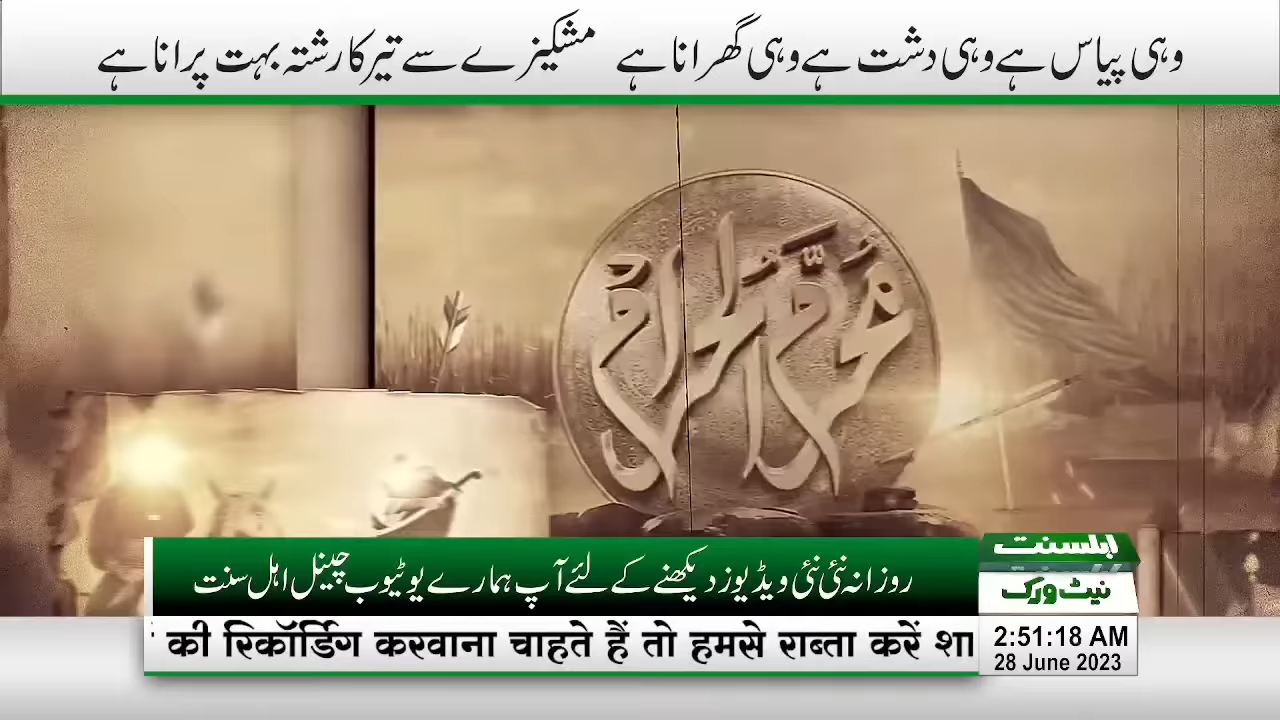 وہی پیاس ہے وہی دشت ہے وہی گھرانا ہے مشکیزے سے تیر کا رشتہ بہت پرانا ہے
محرم الحرام
روزانہ نئی نئی ویڈیوز دیکھنے کے لئے آپ ہمارے یوٹیوب چینل اہل سنت
اہلسنت
نیٹ ورک
की रिकॉर्डिंग करवाना चाहते हैं तो हमसे राब्ता करें शा
2:51:18 AM
28 June 2023